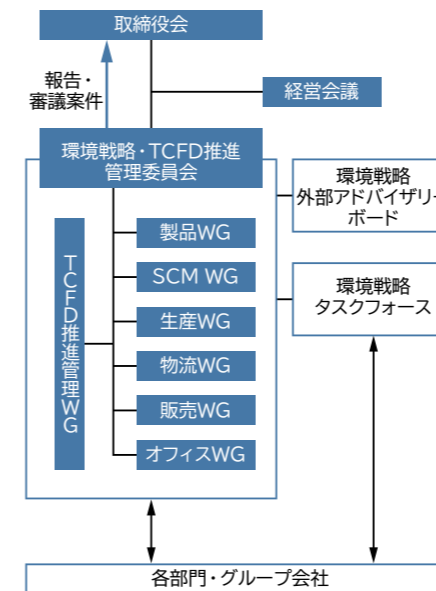 取締役会
報告・
審議案件
経営会議
環境戦略・TCFD推進
管理委員会
環境戦略
外部アドバイザリー
ボード
製品WG
TCFD推進管理WG
SCM WG
環境戦略
タスクフォース
生産WG
物流WG
販売WG
オフィスWG
各部門・グループ会社